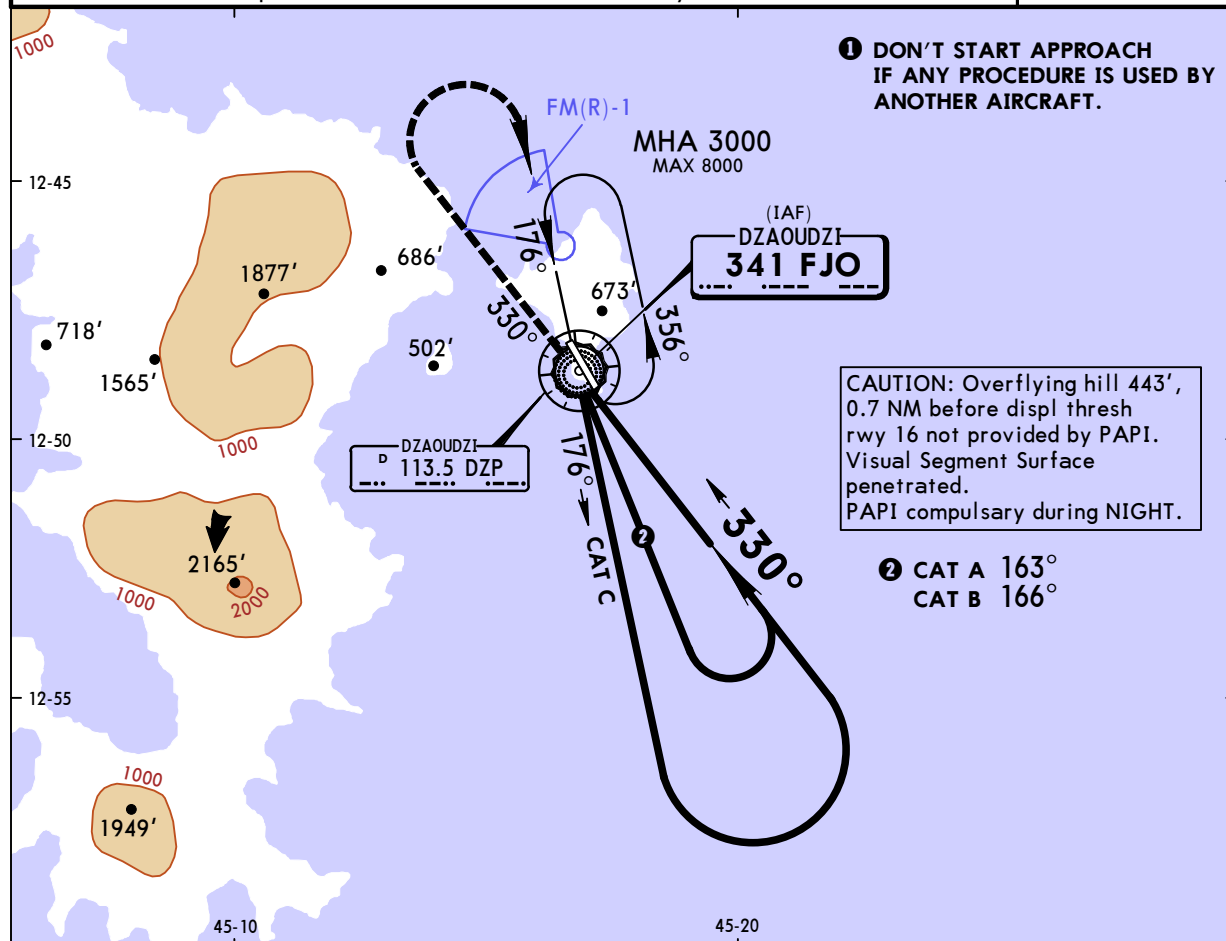 1000
❶ DON'T START APPROACH
IF ANY PROCEDURE IS USED BY
ANOTHER AIRCRAFT.
FM(R)-1
MHA 3000
MAX 8000
12-45
(IAF)
DZAOUDZI
341 FJO
176°
686'
1877'
673'
330°
356°
718'
502'
1565'
CAUTION: Overflying hill 443',
0.7 NM before displ thresh
rwy 16 not provided by PAPI.
Visual Segment Surface
penetrated.
PAPI compulsary during NIGHT.
12-50
1000
DZAOUDZI
D 113.5 DZP
176°
CAT C
❷
330°
2165'
1000
2000
❷ CAT A 163°
CAT B 166°
12-55
1000
1949'
45-10
45-20